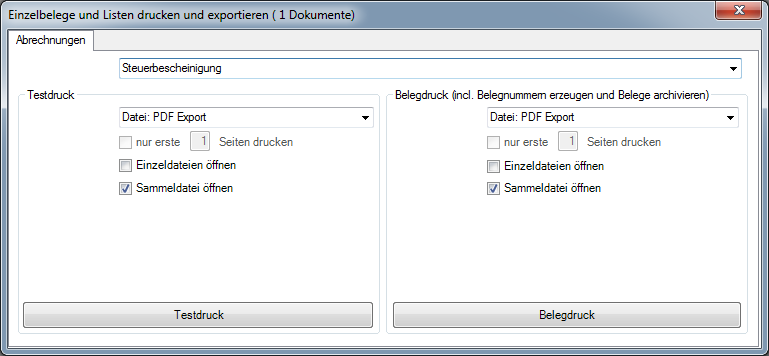 Einzelbelege und Listen drucken und exportieren ( 1 Dokumente)
Abrechnungen
Steuerbescheinigung
Testdruck
Datei: PDF Export
nur erste 1 Seiten drucken
Einzeldateien öffnen
Sammeldatei öffnen
Testdruck
Belegdruck (incl. Belegnummern erzeugen und Belege archivieren)
Datei: PDF Export
nur erste 1 Seiten drucken
Einzeldateien öffnen
Sammeldatei öffnen
Belegdruck